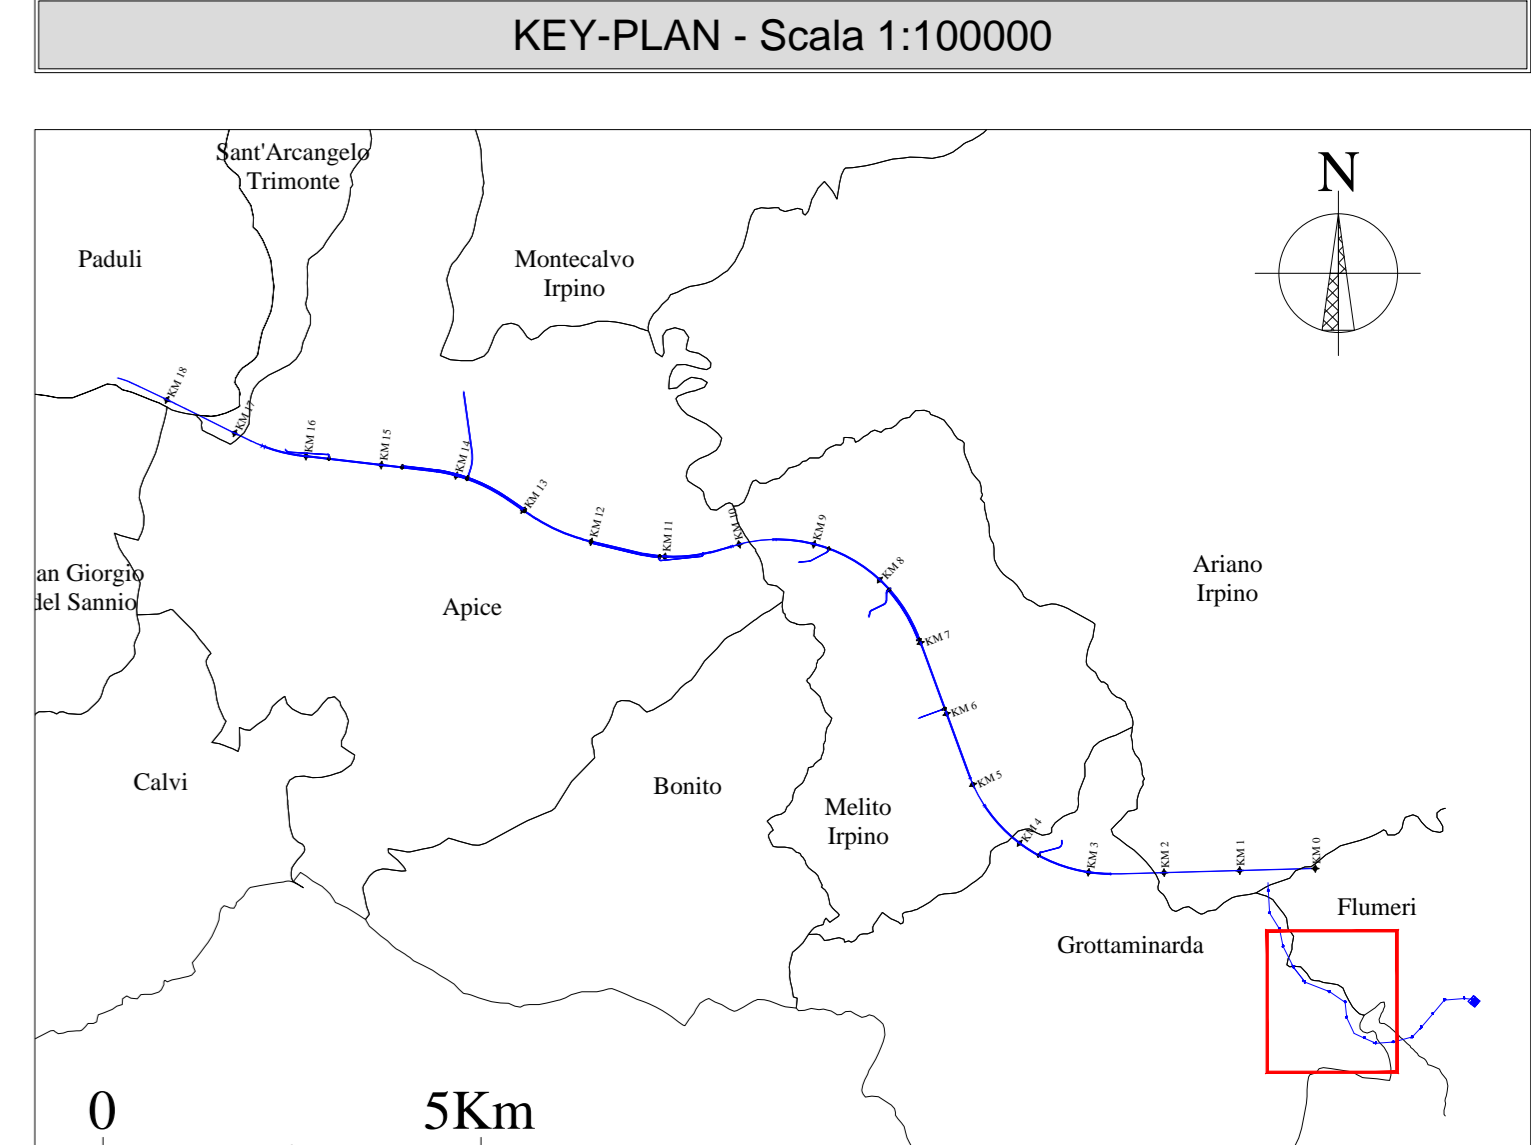 KEY-PLAN - Scala 1:100000
Sant'Arcangelo
Trimonte
N
Paduli
Montecalvo
Irpino
KM 18
KM 17
KM 16
KM 15
KM 14
KM 13
KM 12
KM 11
KM 10
KM 9
KM 8
KM 7
KM 6
KM 5
KM 4
KM 3
KM 2
KM 1
KM 0
an Giorgio
del Sannio
Apice
Ariano
Irpino
Calvi
Bonito
Melito
Irpino
Flumeri
Grottaminarda
0
5Km